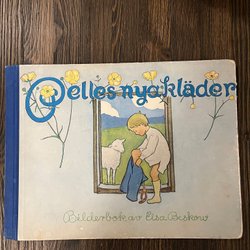 Pelles nya kläder
Bilderbok av Elsa Beskow